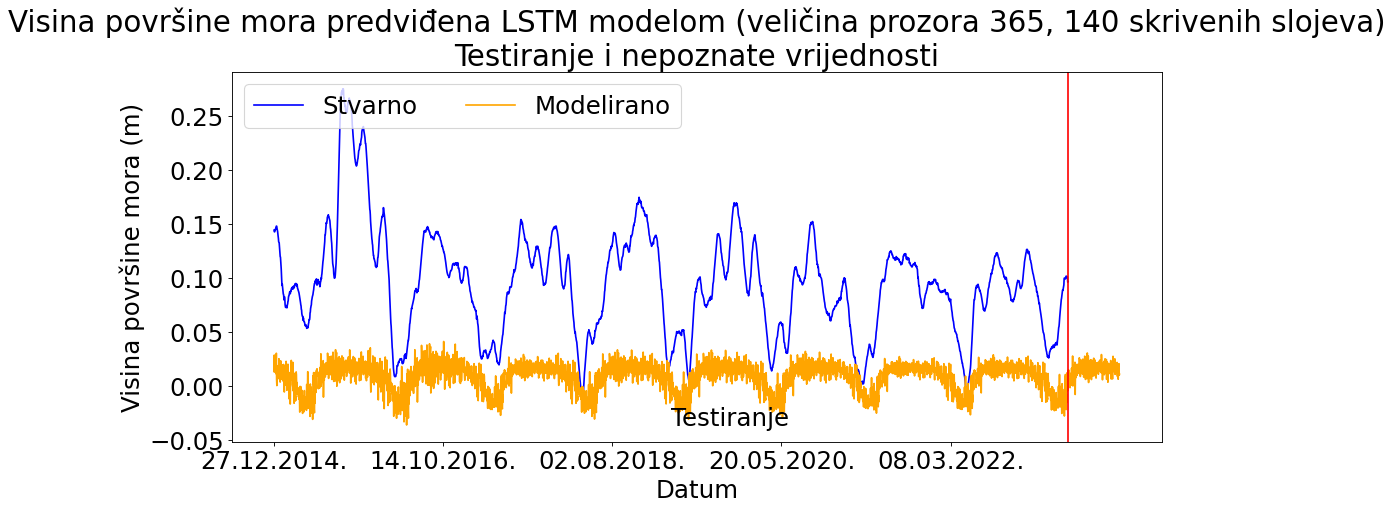 Visina površine mora predviđena LSTM modelom (veličina prozora 365, 140 skrivenih slojeva)
Testiranje i nepoznate vrijednosti
Stvarno
Modelirano
Visina površine mora (m)
0.25
0.20
0.15
0.10
0.05
0.00
−0.05
Testiranje
27.12.2014.
14.10.2016.
02.08.2018.
20.05.2020.
08.03.2022.
Datum